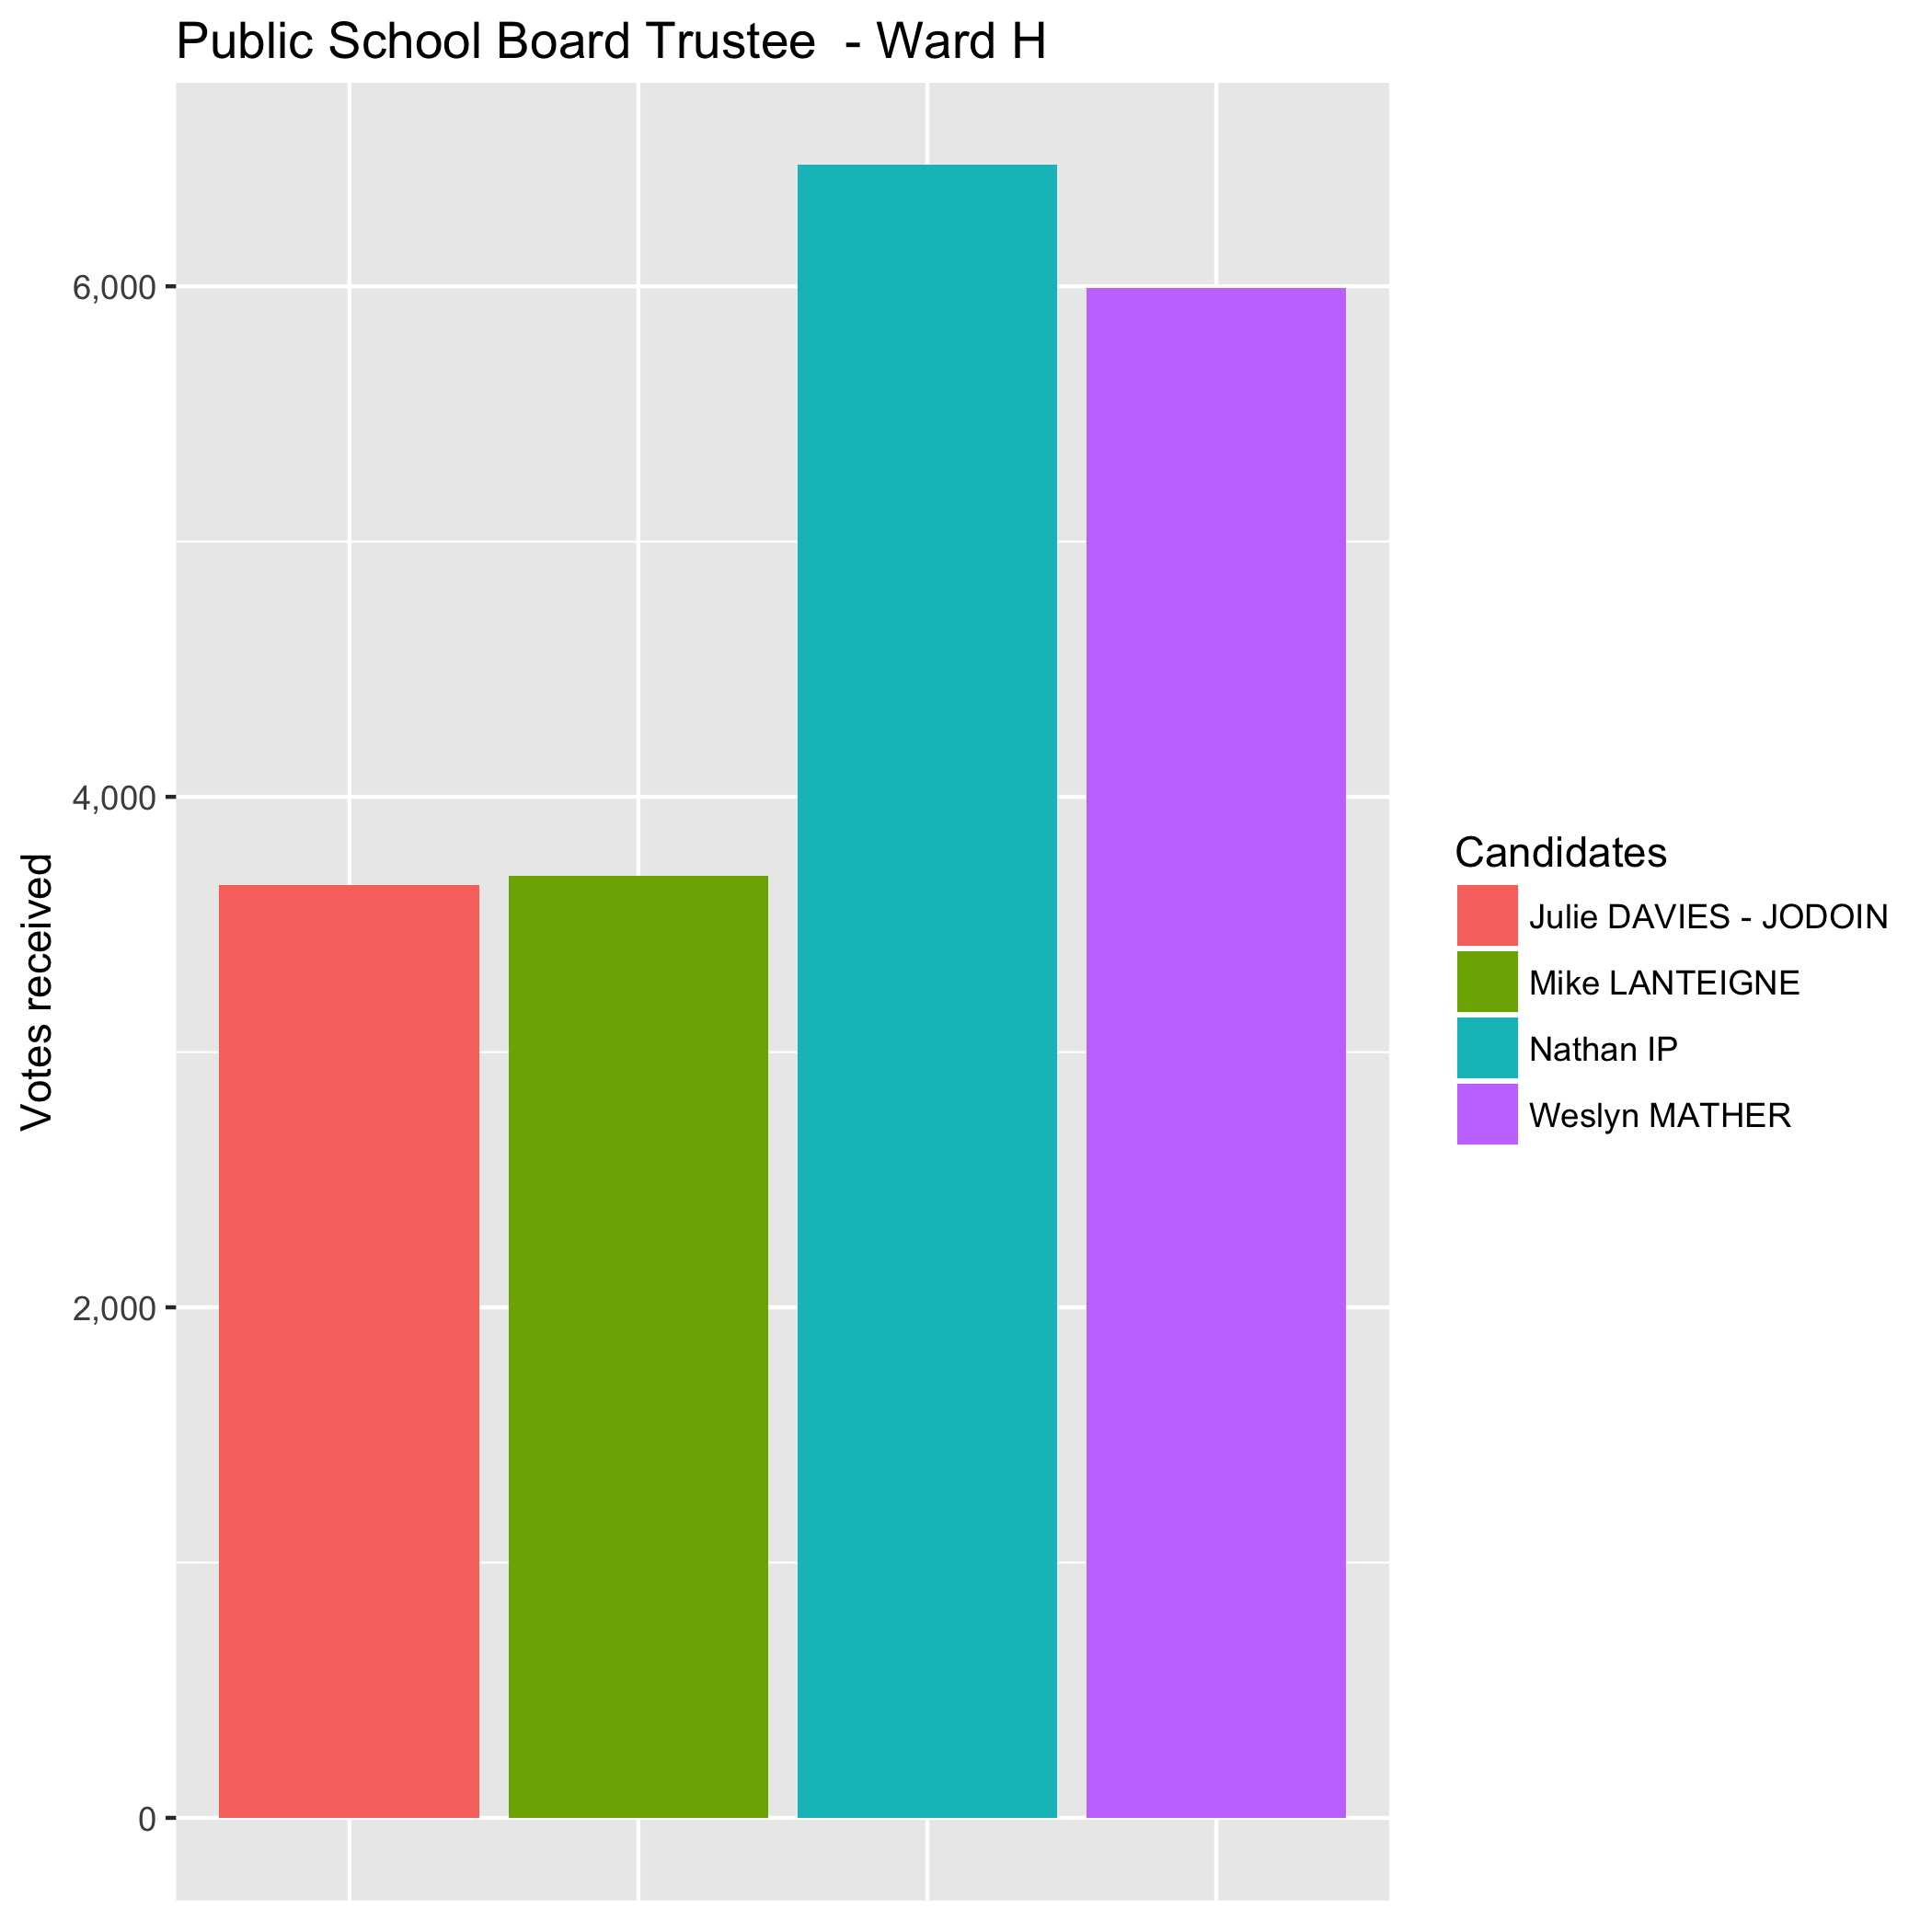 Public School Board Trustee  - Ward H
Votes received
6,000
4,000
2,000
0
Candidates
Julie DAVIES - JODOIN
Mike LANTEIGNE
Nathan IP
Weslyn MATHER